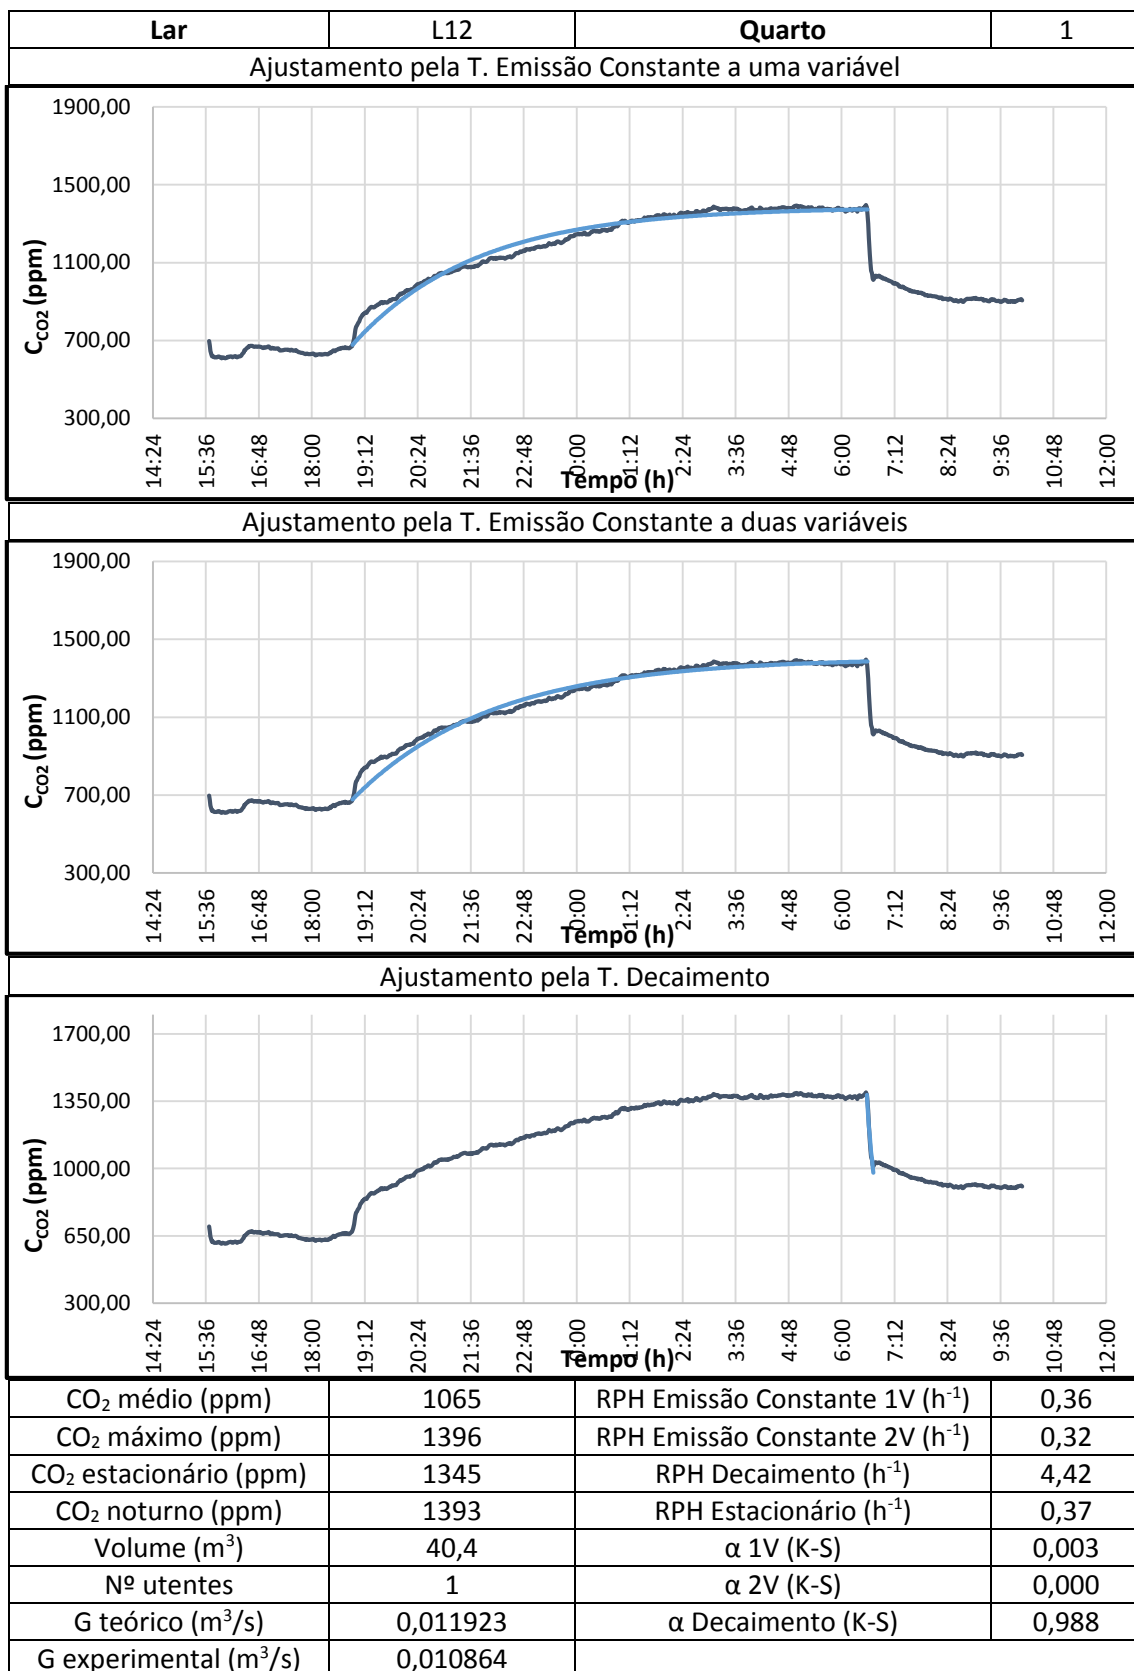 Lar L12 Quarto 1
Ajustamento pela T. Emissão Constante a uma variável
1900,00
1500,00
1100,00
700,00
300,00
C_CO2 (ppm)
14:24 15:36 16:48 18:00 19:12 20:24 21:36 22:48 0:00 1:12 2:24 3:36 4:48 6:00 7:12 8:24 9:36 10:48 12:00
Tempo (h)
Ajustamento pela T. Emissão Constante a duas variáveis
1900,00
1500,00
1100,00
700,00
300,00
C_CO2 (ppm)
14:24 15:36 16:48 18:00 19:12 20:24 21:36 22:48 0:00 1:12 2:24 3:36 4:48 6:00 7:12 8:24 9:36 10:48 12:00
Tempo (h)
Ajustamento pela T. Decaimento
1700,00
1350,00
1000,00
650,00
300,00
C_CO2 (ppm)
14:24 15:36 16:48 18:00 19:12 20:24 21:36 22:48 0:00 1:12 2:24 3:36 4:48 6:00 7:12 8:24 9:36 10:48 12:00
Tempo (h)
CO₂ médio (ppm) 1065 RPH Emissão Constante 1V (h⁻¹) 0,36
CO₂ máximo (ppm) 1396 RPH Emissão Constante 2V (h⁻¹) 0,32
CO₂ estacionário (ppm) 1345 RPH Decaimento (h⁻¹) 4,42
CO₂ noturno (ppm) 1393 RPH Estacionário (h⁻¹) 0,37
Volume (m³) 40,4 α 1V (K-S) 0,003
Nº utentes 1 α 2V (K-S) 0,000
G teórico (m³/s) 0,011923 α Decaimento (K-S) 0,988
G experimental (m³/s) 0,010864